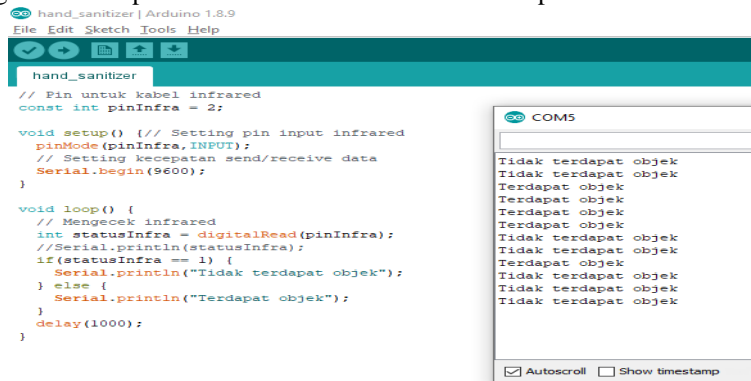 hand_sanitizer | Arduino 1.8.9
File Edit Sketch Tools Help
hand_sanitizer
// Pin untuk kabel infrared
const int pinInfra = 2;
void setup() {// Setting pin input infrared
pinMode(pinInfra,INPUT);
// Setting kecepatan send/receive data
Serial.begin(9600);
}
void loop() {
// Mengecek infrared
int statusInfra = digitalRead(pinInfra);
//Serial.println(statusInfra);
if(statusInfra == 1) {
Serial.println("Tidak terdapat objek");
} else {
Serial.println("Terdapat objek");
}
delay(1000);
}
COM5
Tidak terdapat objek
Tidak terdapat objek
Terdapat objek
Terdapat objek
Terdapat objek
Terdapat objek
Tidak terdapat objek
Tidak terdapat objek
Terdapat objek
Tidak terdapat objek
Tidak terdapat objek
Tidak terdapat objek
Autoscroll Show timestamp